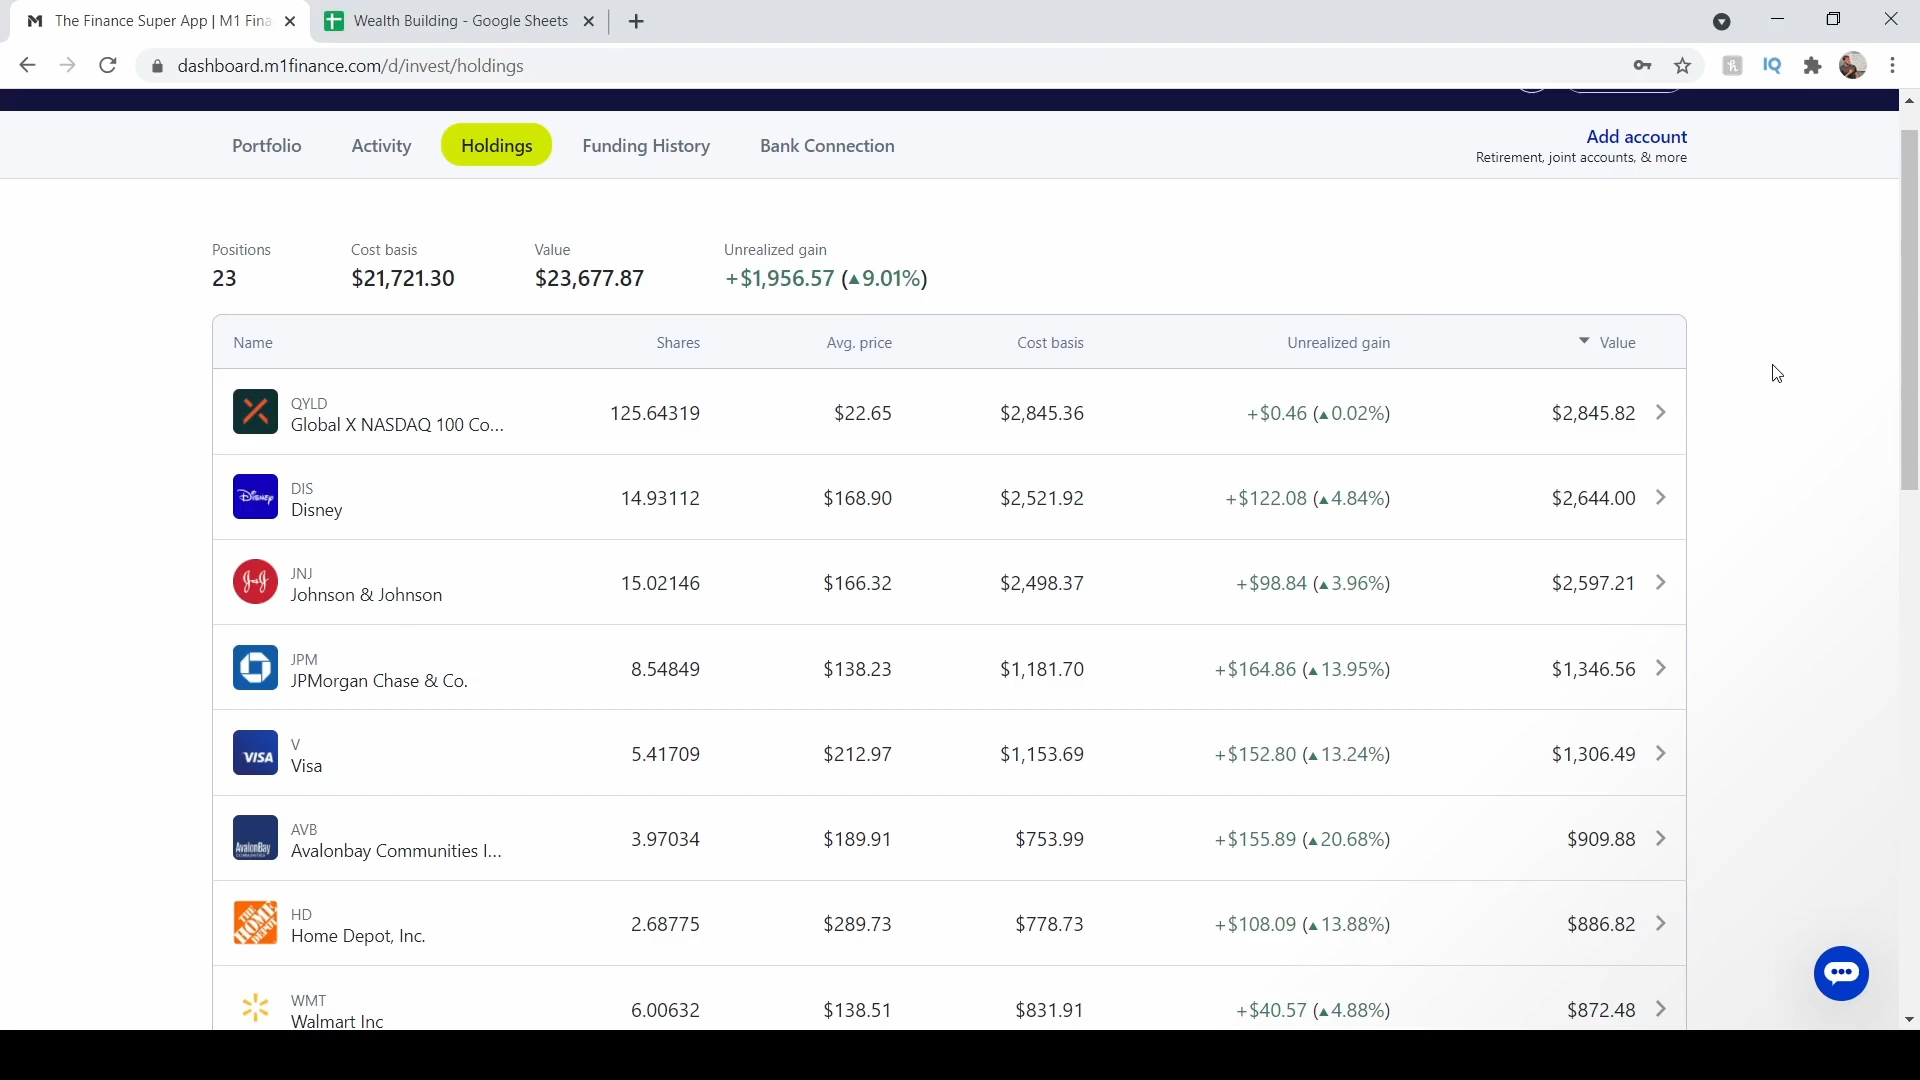 The Finance Super App | M1 Fina
Wealth Building - Google Sheets
dashboard.m1finance.com/d/invest/holdings
Portfolio
Activity
Holdings
Funding History
Bank Connection
Add account
Retirement, joint accounts, & more
Positions
Cost basis
Value
Unrealized gain
23
$21,721.30
$23,677.87
+$1,956.57 (▲9.01%)
Name Shares Avg. price Cost basis Unrealized gain ▼ Value
QYLD
Global X NASDAQ 100 Co... 125.64319 $22.65 $2,845.36 +$0.46 (▲0.02%) $2,845.82
Disney
DIS
Disney 14.93112 $168.90 $2,521.92 +$122.08 (▲4.84%) $2,644.00
J&J
JNJ
Johnson & Johnson 15.02146 $166.32 $2,498.37 +$98.84 (▲3.96%) $2,597.21
JPM
JPMorgan Chase & Co. 8.54849 $138.23 $1,181.70 +$164.86 (▲13.95%) $1,346.56
VISA
V
Visa 5.41709 $212.97 $1,153.69 +$152.80 (▲13.24%) $1,306.49
AvalonBay
COMMUNITIES
AVB
Avalonbay Communities I... 3.97034 $189.91 $753.99 +$155.89 (▲20.68%) $909.88
THE HOME DEPOT
HD
Home Depot, Inc. 2.68775 $289.73 $778.73 +$108.09 (▲13.88%) $886.82
WMT
Walmart Inc 6.00632 $138.51 $831.91 +$40.57 (▲4.88%) $872.48